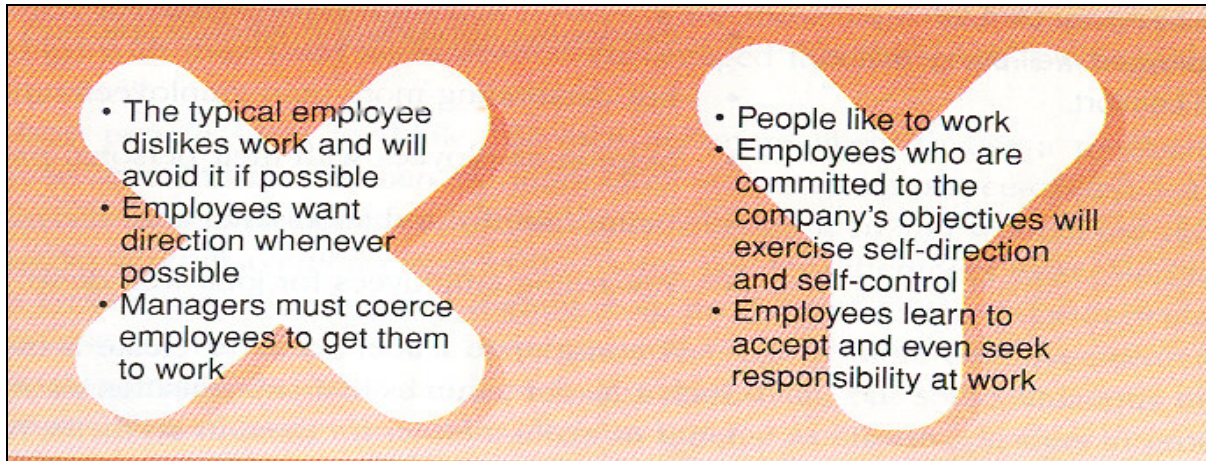 • The typical employee
dislikes work and will
avoid it if possible
• Employees want
direction whenever
possible
• Managers must coerce
employees to get them
to work
• People like to work
• Employees who are
committed to the
company's objectives will
exercise self-direction
and self-control
• Employees learn to
accept and even seek
responsibility at work